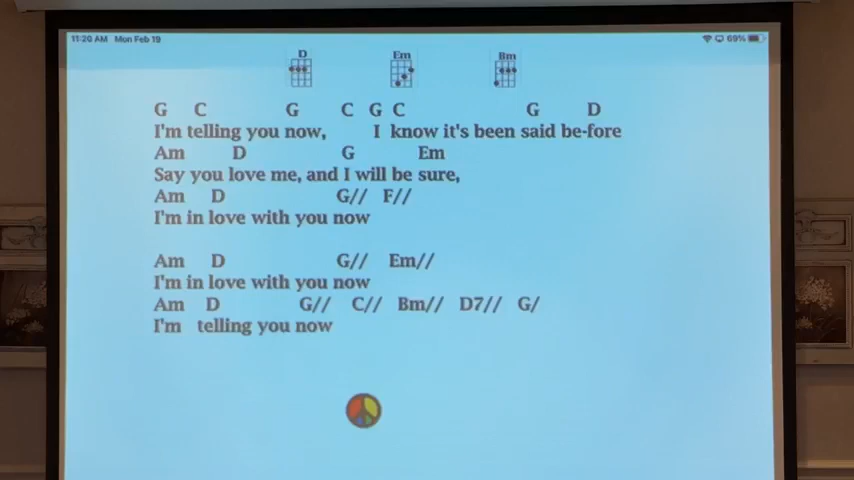 11:20 AM Mon Feb 19 69%
D Em Bm
G C G C G C G D
I'm telling you now, I know it's been said be-fore
Am D G Em
Say you love me, and I will be sure,
Am D G// F//
I'm in love with you now
Am D G// Em//
I'm in love with you now
Am D G// C// Bm// D7// G/
I'm telling you now